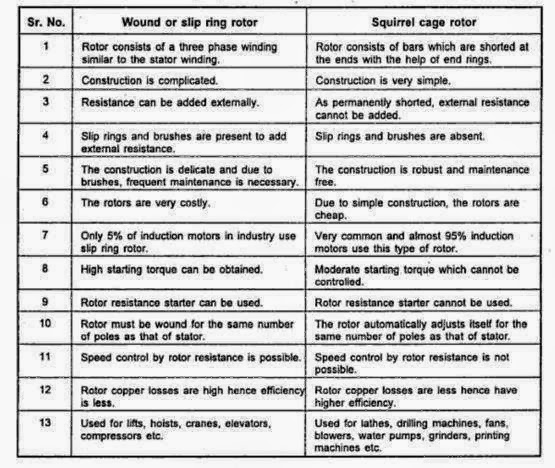 Sr. No. Wound or slip ring rotor Squirrel cage rotor
1 Rotor consists of a three phase winding Rotor consists of bars which are shorted at
similar to the stator winding. the ends with the help of end rings.
2 Construction is complicated. Construction is very simple.
3 Resistance can be added externally. As permanently shorted, external resistance
cannot be added.
4 Slip rings and brushes are present to add Slip rings and brushes are absent.
external resistance.
5 The construction is delicate and due to The construction is robust and maintenance
brushes, frequent maintenance is necessary. free.
6 The rotors are very costly. Due to simple construction, the rotors are
cheap.
7 Only 5% of induction motors in industry use Very common and almost 95% induction
slip ring rotor. motors use this type of rotor.
8 High starting torque can be obtained. Moderate starting torque which cannot be
controlled.
9 Rotor resistance starter can be used. Rotor resistance starter cannot be used.
10 Rotor must be wound for the same number The rotor automatically adjusts itself for the
of poles as that of stator. same number of poles as that of stator.
11 Speed control by rotor resistance is possible. Speed control by rotor resistance is not
possible.
12 Rotor copper losses are high hence efficiency Rotor copper losses are less hence have
is less. higher efficiency.
13 Used for lifts, hoists, cranes, elevators, Used for lathes, drilling machines, fans,
compressors etc. blowers, water pumps, grinders, printing
machines etc.